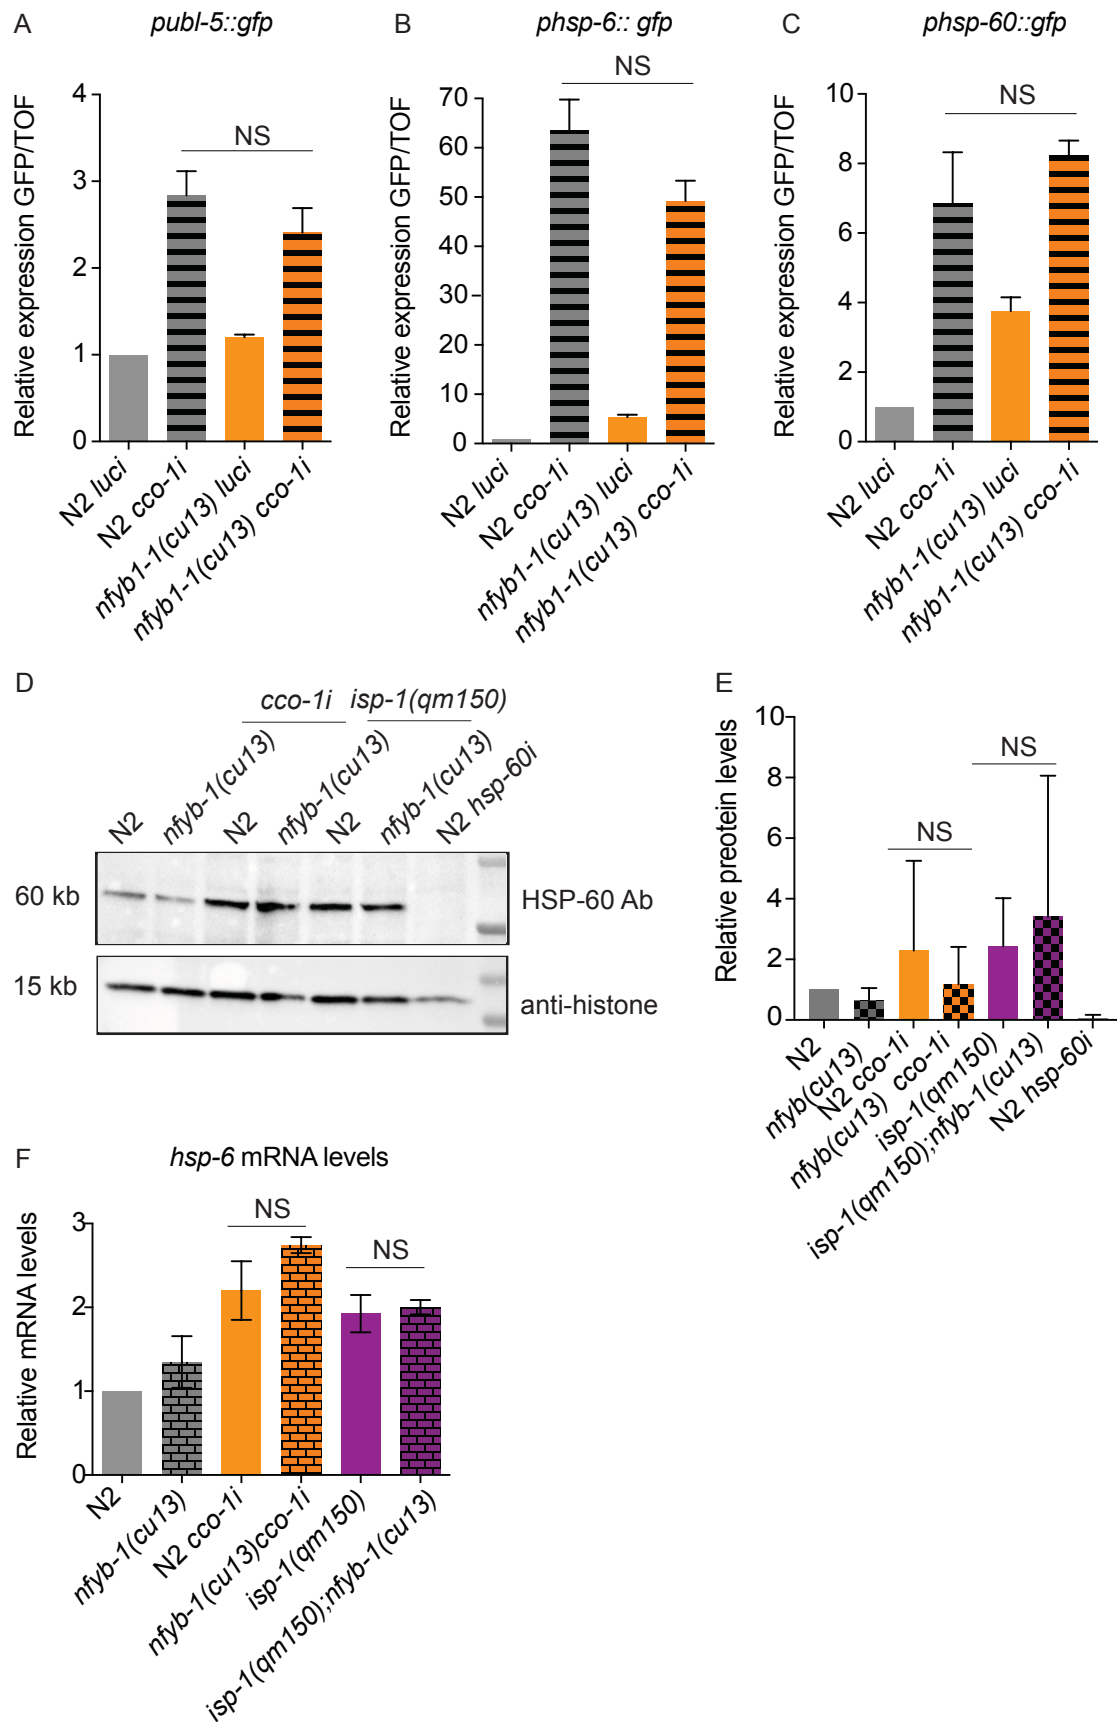 A
publ-5::gfp
Relative expression GFP/TOF
4
3
2
1
0
NS
N2 luci
N2 cco-1i
nfyb1-1(cu13) luci
nfyb1-1(cu13) cco-1i
B
phsp-6:: gfp
Relative expression GFP/TOF
70
60
50
40
30
20
10
0
NS
N2 luci
N2 cco-1i
nfyb1-1(cu13) luci
nfyb1-1(cu13) cco-1i
C
phsp-60::gfp
Relative expression GFP/TOF
10
8
6
4
2
0
NS
N2 luci
N2 cco-1i
nfyb1-1(cu13) luci
nfyb1-1(cu13) cco-1i
D
cco-1i
isp-1(qm150)
N2
nfyb-1(cu13)
N2
nfyb-1(cu13)
N2
nfyb-1(cu13)
N2 hsp-60i
60 kb
HSP-60 Ab
15 kb
anti-histone
E
Relative preotein levels
10
8
6
4
2
0
NS
NS
N2
nfyb(cu13)
N2 cco-1i
nfyb(cu13) cco-1i
isp-1(qm150)
isp-1(qm150);nfyb-1(cu13)
N2 hsp-60i
F
hsp-6 mRNA levels
Relative mRNA levels
3
2
1
0
NS
NS
N2
nfyb-1(cu13)
N2 cco-1i
nfyb-1(cu13)cco-1i
isp-1(qm150)
isp-1(qm150);nfyb-1(cu13)